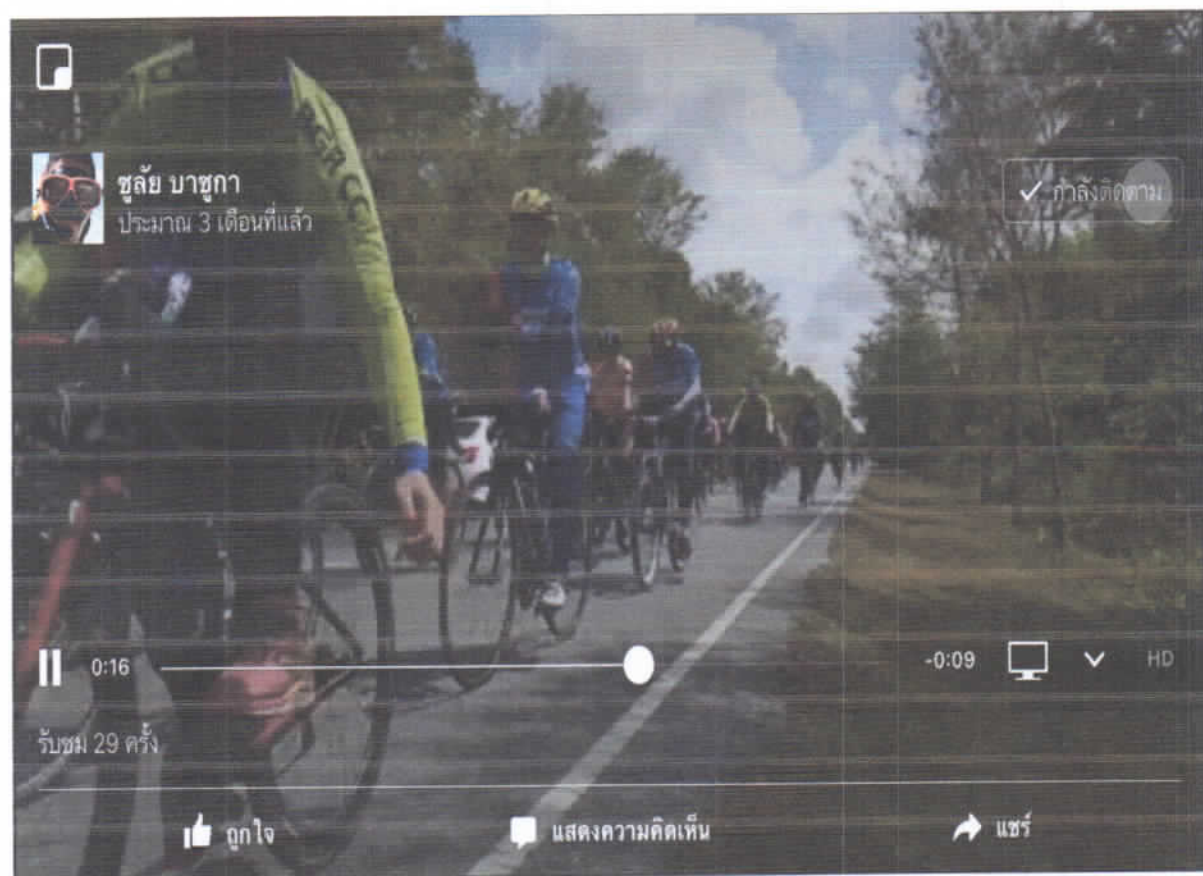 ซูลัย บาซูกา
ประมาณ 3 เดือนที่แล้ว
กำลังติดตาม
0:16
-0:09
HD
รับชม 29 ครั้ง
ถูกใจ
แสดงความคิดเห็น
แชร์